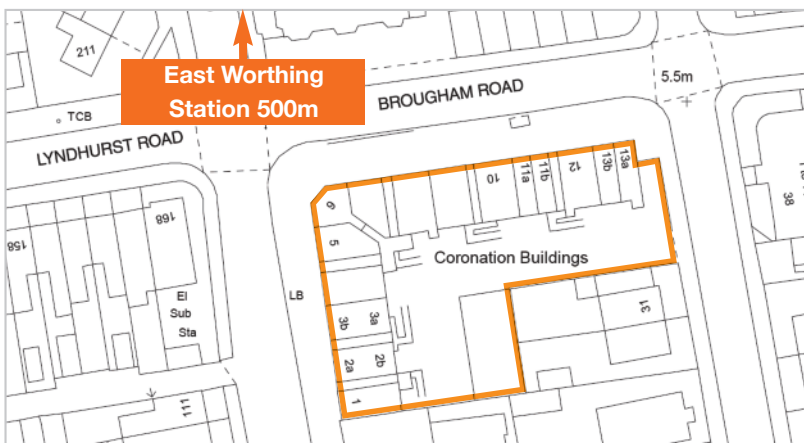 211
East Worthing
Station 500m
TCB
LYNDHURST ROAD
BROUGHAM ROAD
5.5m
158
168
El
Sub
Sta
111
LB
6
5
10
11a
11b
12
13b
13a
Coronation Buildings
3b
3a
2a
2b
1
31
38